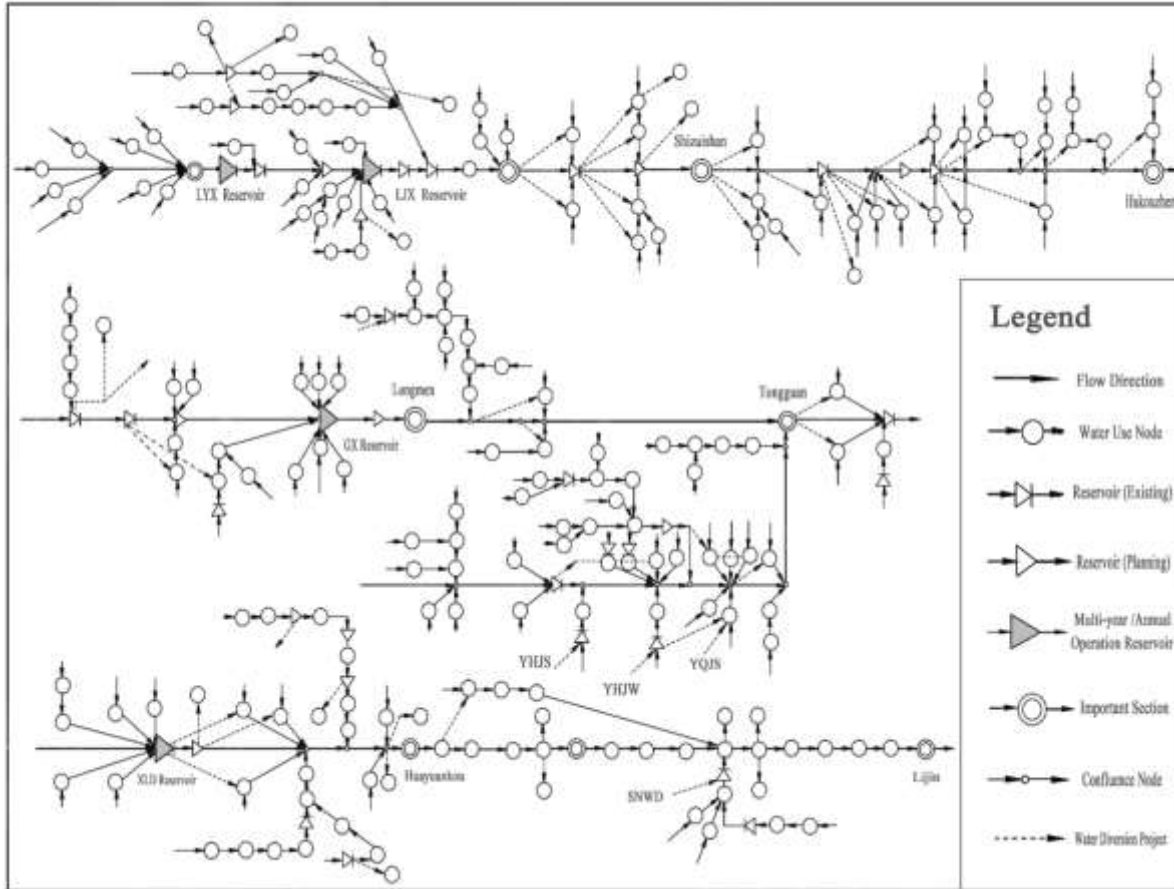 Shizuishan
LYX Reservoir
LJX Reservoir
Hekouzhen
Longmen
GX Reservoir
Tongguan
YHJS
YHJW
YQJS
XLD Reservoir
Huayuankou
SNWD
Lijin
Legend
Flow Direction
Water Use Node
Reservoir (Existing)
Reservoir (Planning)
Multi-year /Annual
Operation Reservoir
Important Section
Confluence Node
Water Diversion Project